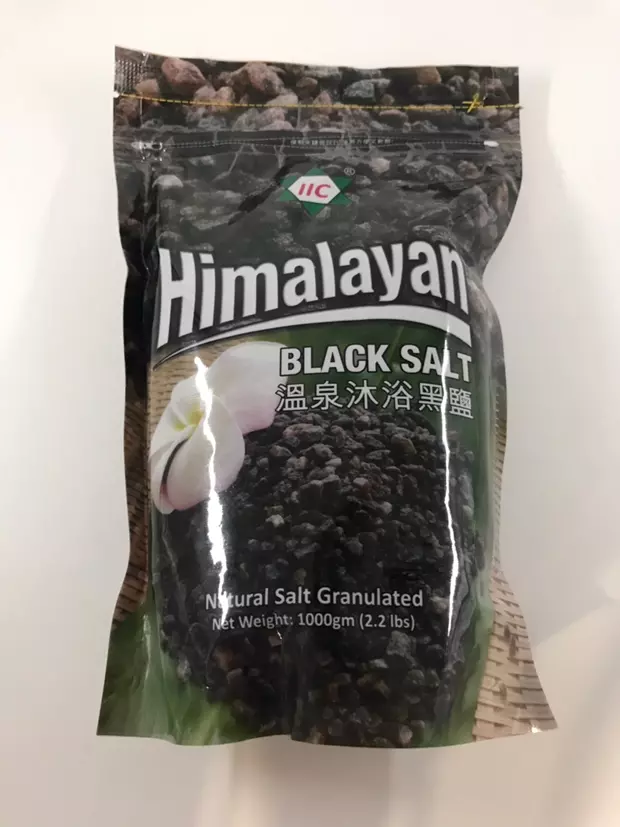 IIC®
Himalayan
BLACK SALT
溫泉沐浴黑鹽
Natural Salt Granulated
Net Weight: 1000gm (2.2 lbs)